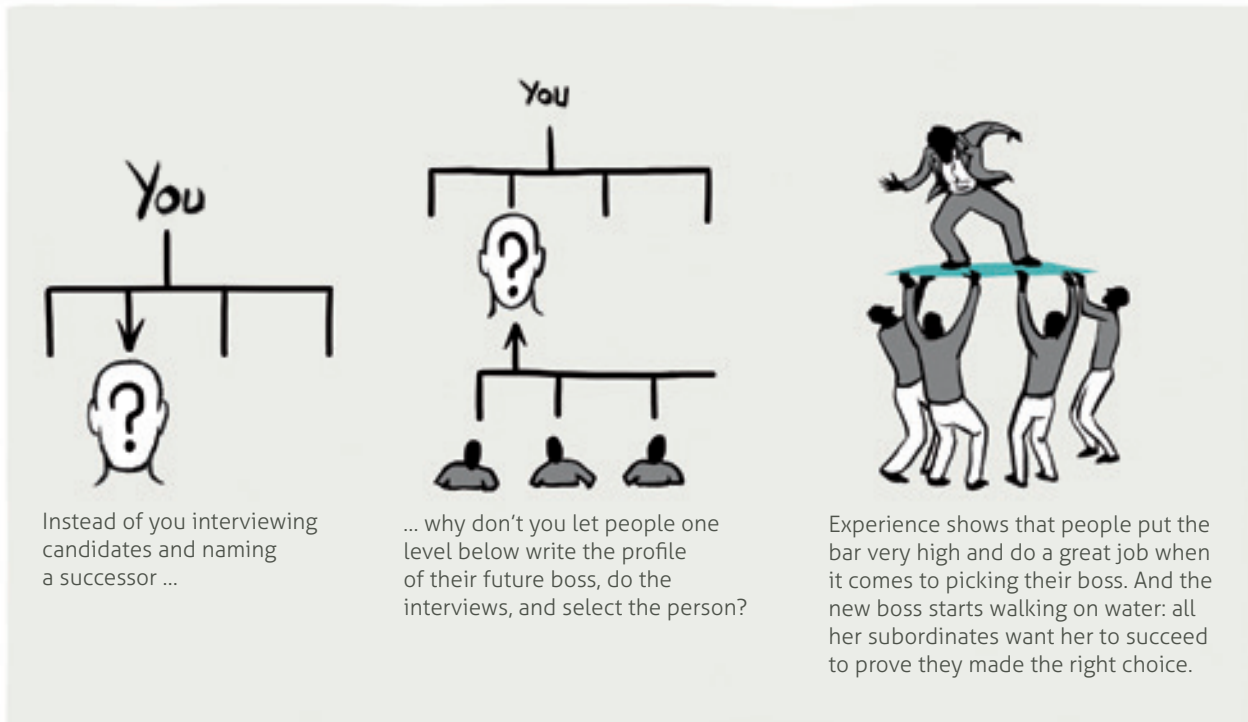 You
?
Instead of you interviewing
candidates and naming
a successor ...
You
?
... why don’t you let people one
level below write the profile
of their future boss, do the
interviews, and select the person?
Experience shows that people put the
bar very high and do a great job when
it comes to picking their boss. And the
new boss starts walking on water: all
her subordinates want her to succeed
to prove they made the right choice.